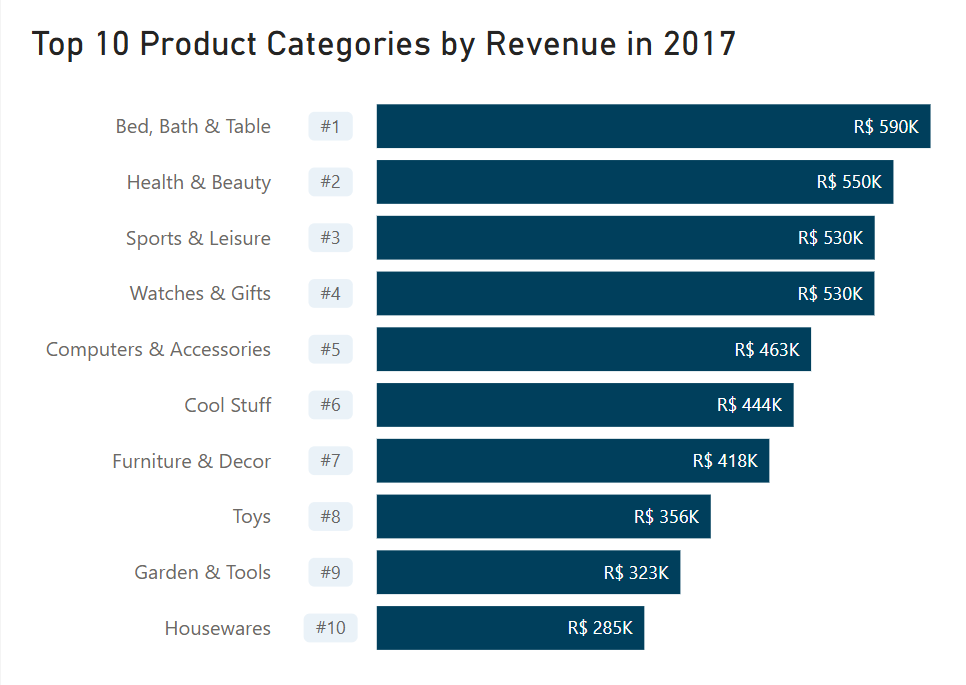 Top 10 Product Categories by Revenue in 2017
Bed, Bath & Table #1 R$ 590K
Health & Beauty #2 R$ 550K
Sports & Leisure #3 R$ 530K
Watches & Gifts #4 R$ 530K
Computers & Accessories #5 R$ 463K
Cool Stuff #6 R$ 444K
Furniture & Decor #7 R$ 418K
Toys #8 R$ 356K
Garden & Tools #9 R$ 323K
Housewares #10 R$ 285K